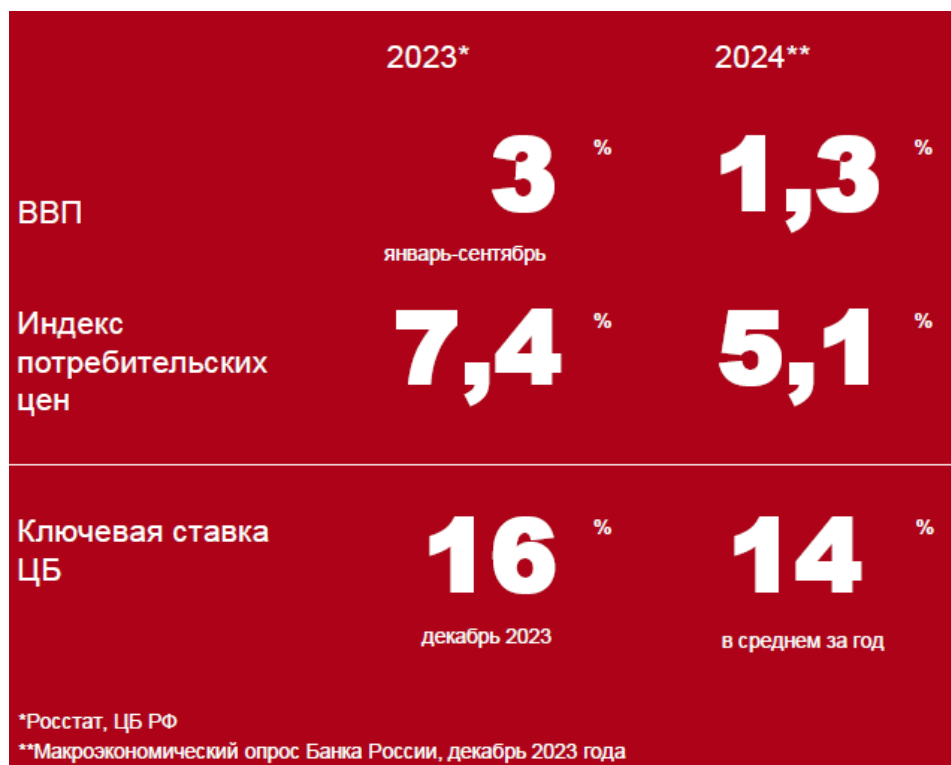 2023* 2024**
ВВП 3 % 1,3 %
январь-сентябрь
Индекс
потребительских
цен
7,4 % 5,1 %
Ключевая ставка
ЦБ
16 % 14 %
декабрь 2023 в среднем за год
*Росстат, ЦБ РФ
**Макроэкономический опрос Банка России, декабрь 2023 года